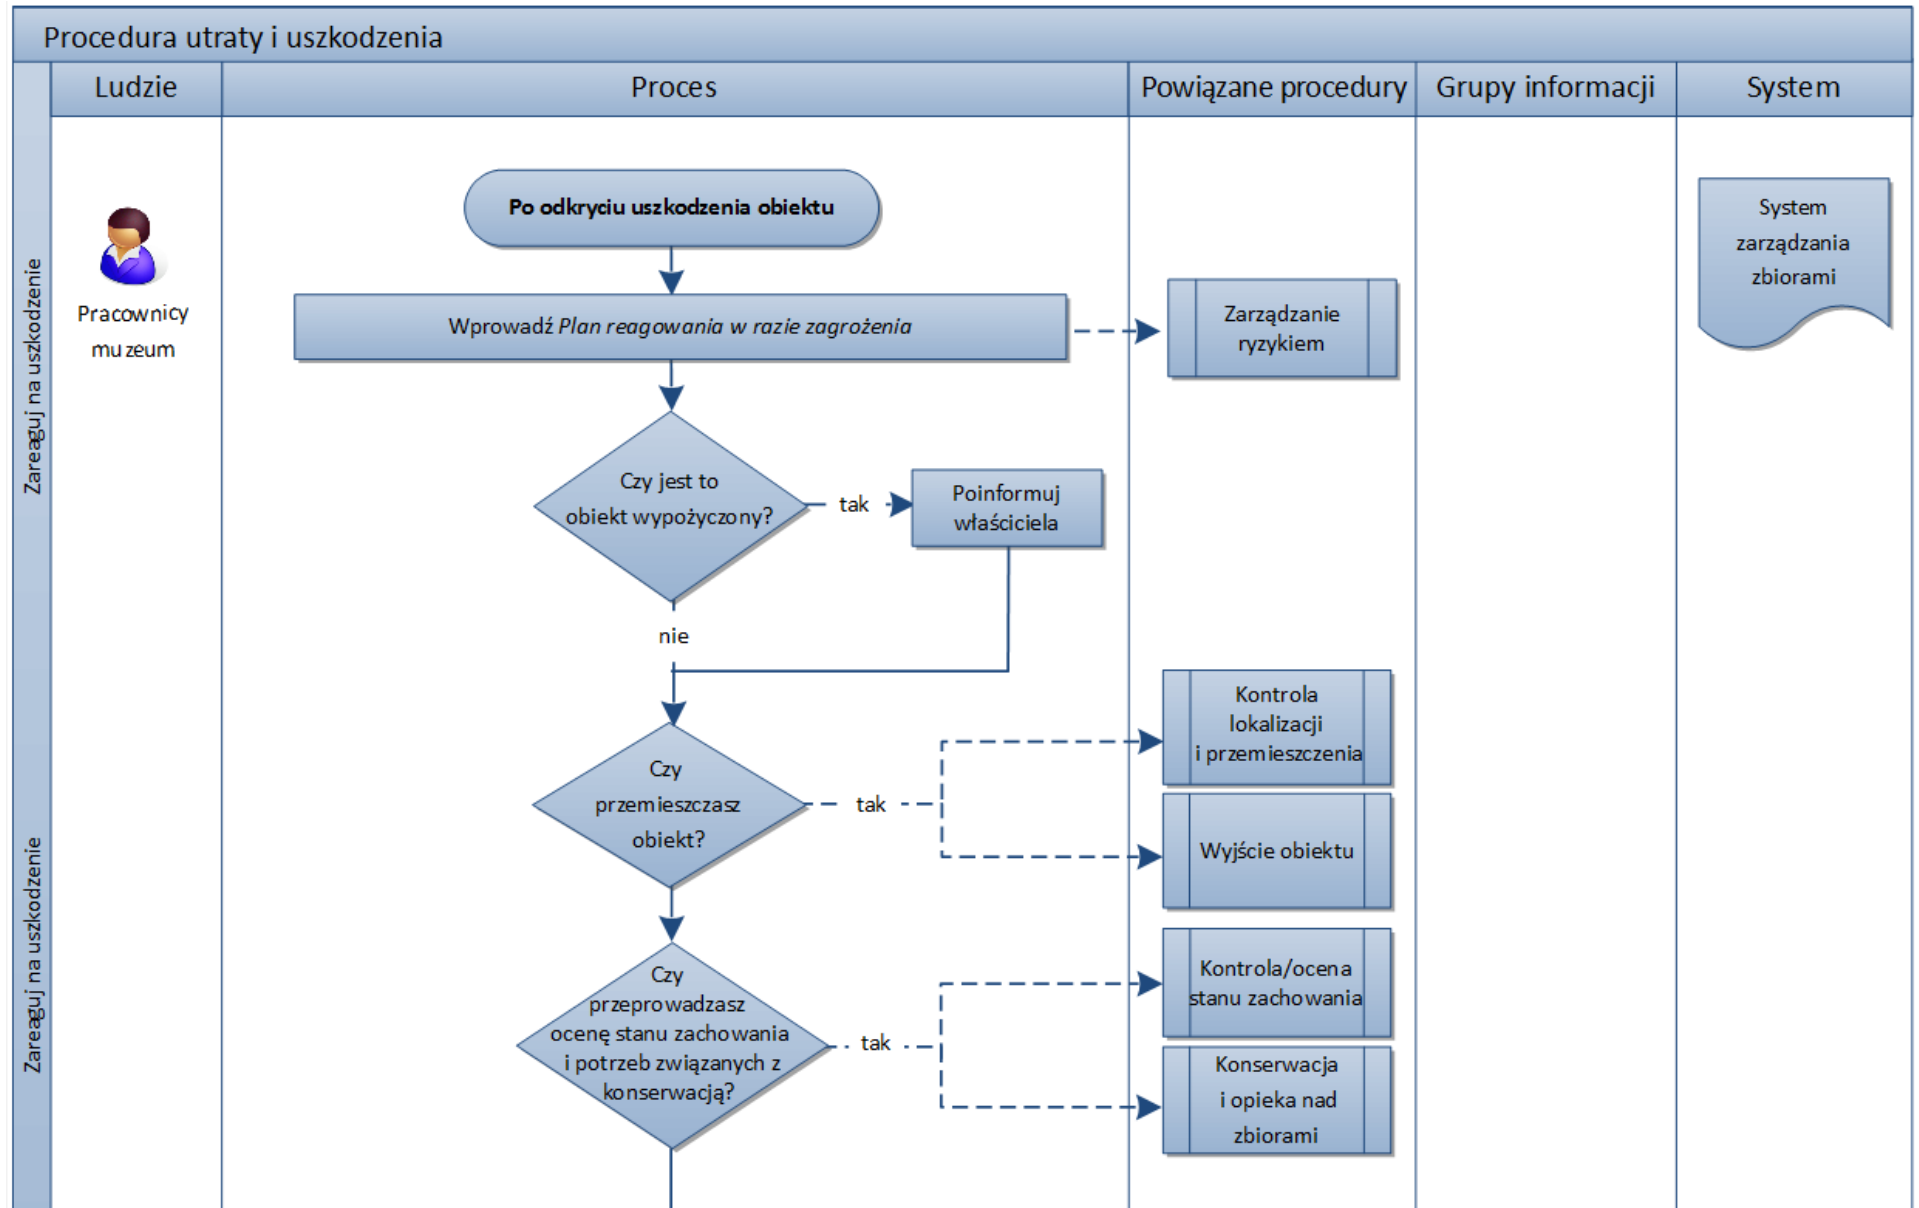 Procedura utraty i uszkodzenia
Ludzie
Proces
Powiązane procedury
Grupy informacji
System
Zareaguj na uszkodzenie
Pracownicy
muzeum
Po odkryciu uszkodzenia obiektu
Wprowadź Plan reagowania w razie zagrożenia
Zarządzanie
ryzykiem
System
zarządzania
zbiorami
Czy jest to
obiekt wypożyczony?
tak
Poinformuj
właściciela
nie
Zareaguj na uszkodzenie
Czy
przemieszczasz
obiekt?
tak
Kontrola
lokalizacji
i przemieszczenia
Wyjście obiektu
Czy
przeprowadzasz
ocenę stanu zachowania
i potrzeb związanych z
konserwacją?
tak
Kontrola/ocena
stanu zachowania
Konserwacja
i opieka nad
zbiorami